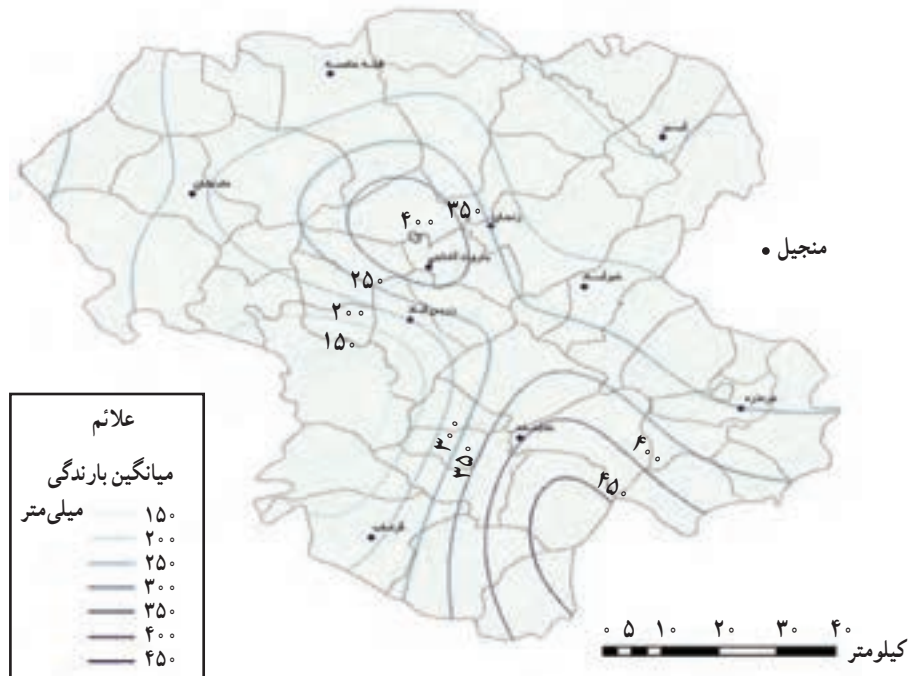 زنجان
۴۰۰
۳۵۰
منجیل
۲۵۰
۲۰۰
۱۵۰
۳۰۰
۳۵۰
۴۰۰
۴۵۰
علائم
میانگین بارندگی
میلی‌متر
۱۵۰
۲۰۰
۲۵۰
۳۰۰
۳۵۰
۴۰۰
۴۵۰
۰ ۵ ۱۰ ۲۰ ۳۰ ۴۰
کیلومتر